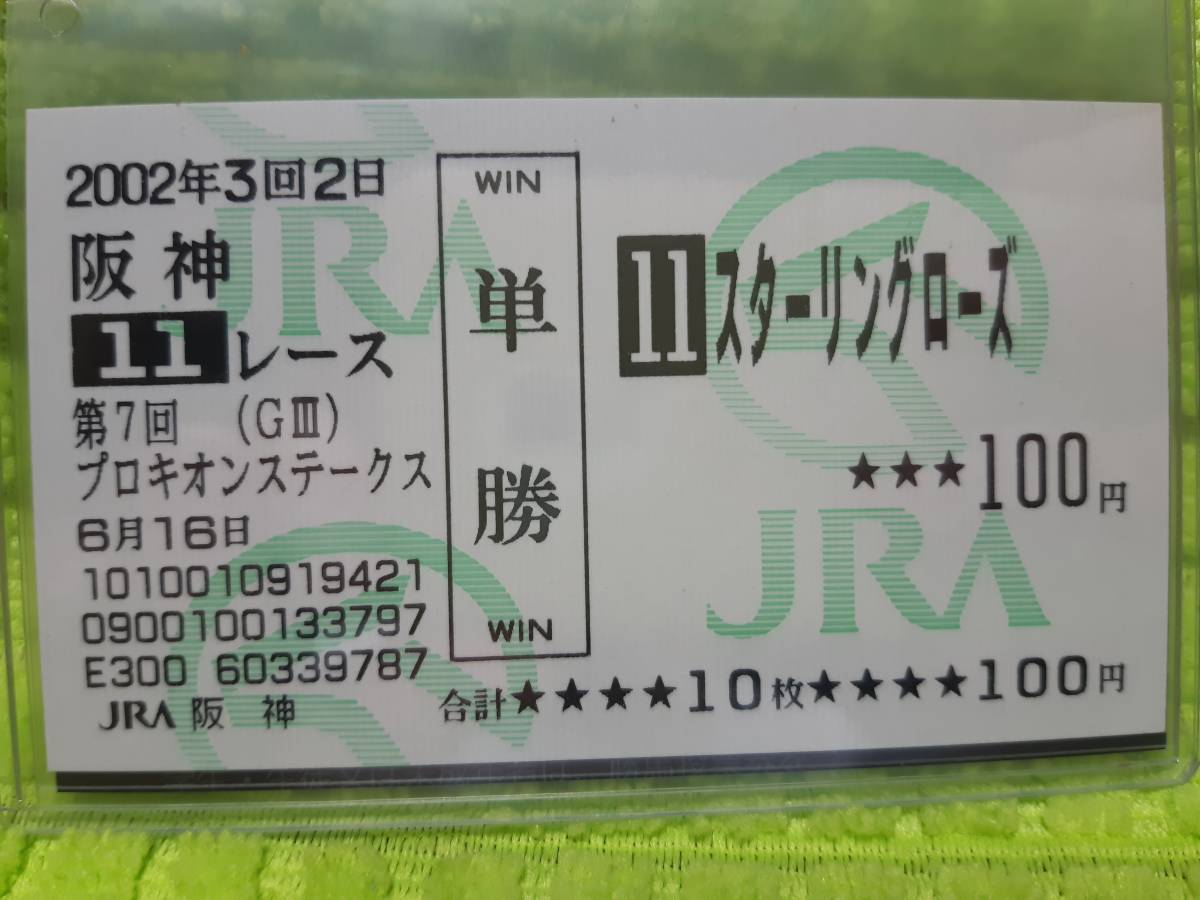 2002年3回2日
阪神
11レース
第7回 (GⅢ)
プロキオンステークス
6月16日
1010010919421
0900100133797
E300 60339787
JRA 阪 神
WIN
単
勝
WIN
11 スターリングローズ
★★★100円
合計★★★★10枚★★★★100円
JRA
JRA